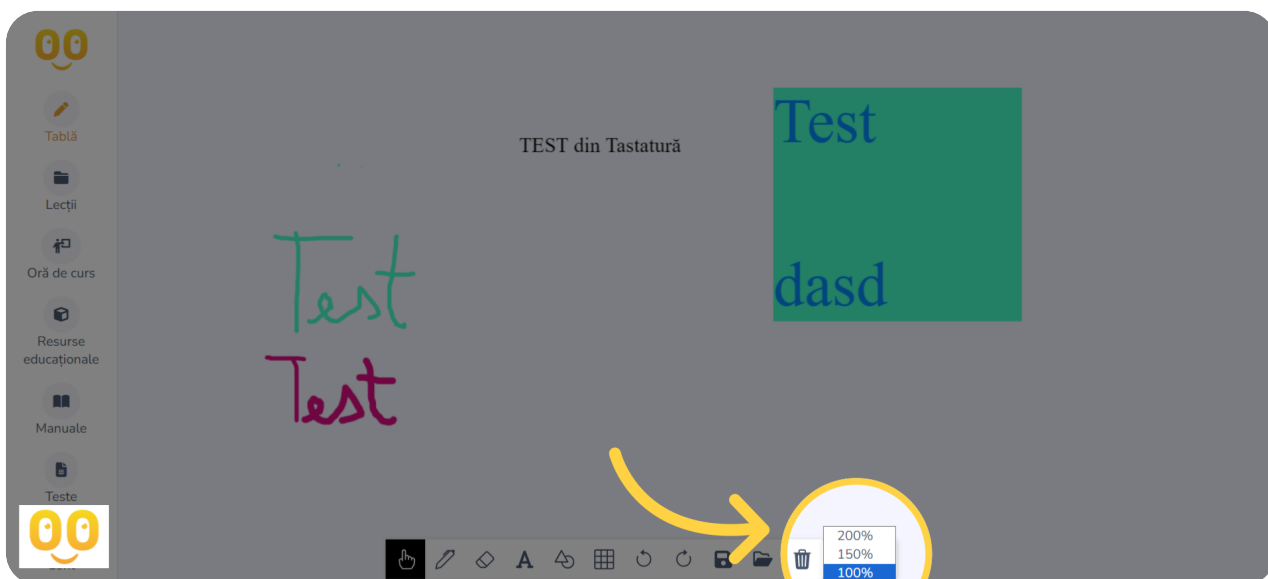 Tablă
Lecții
Oră de curs
Resurse
educaționale
Manuale
Teste
TEST din Tastatură
Test
dasd
Test
Test
A
200%
150%
100%